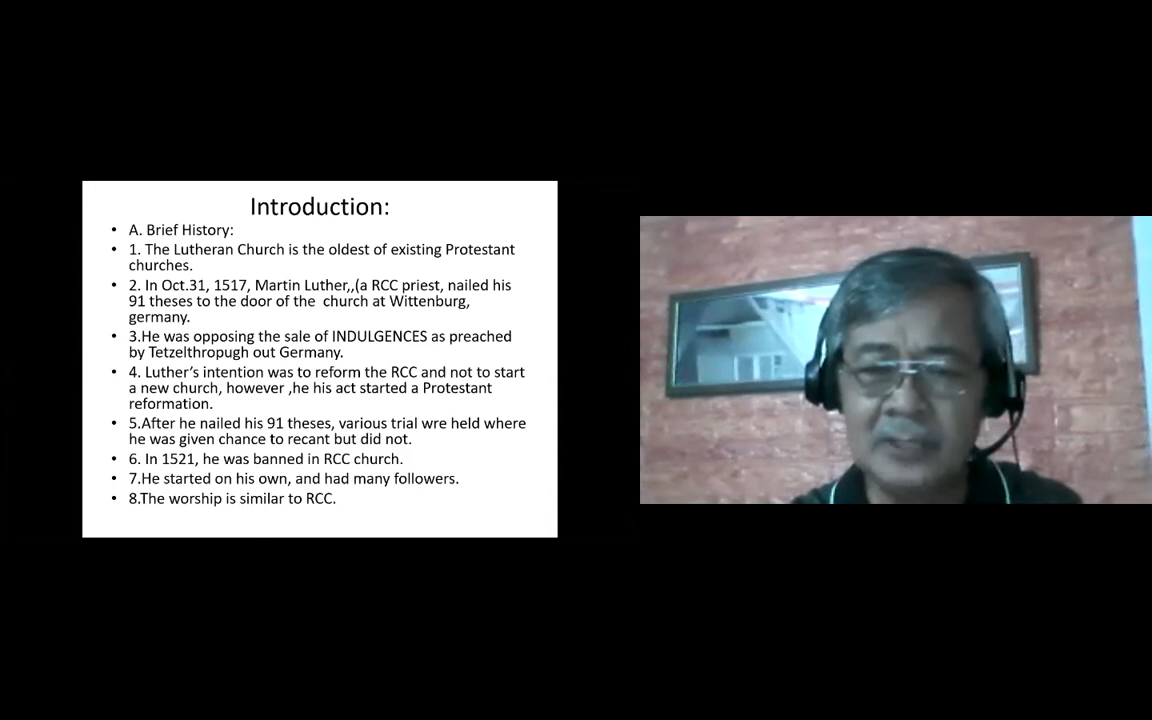 Introduction:
• A. Brief History:
• 1. The Lutheran Church is the oldest of existing Protestant
churches.
• 2. In Oct.31, 1517, Martin Luther,,(a RCC priest, nailed his
91 theses to the door of the church at Wittenburg,
germany.
• 3.He was opposing the sale of INDULGENCES as preached
by Tetzelthropugh out Germany.
• 4. Luther's intention was to reform the RCC and not to start
a new church, however ,he his act started a Protestant
reformation.
• 5.After he nailed his 91 theses, various trial wre held where
he was given chance to recant but did not.
• 6. In 1521, he was banned in RCC church.
• 7.He started on his own, and had many followers.
• 8.The worship is similar to RCC.